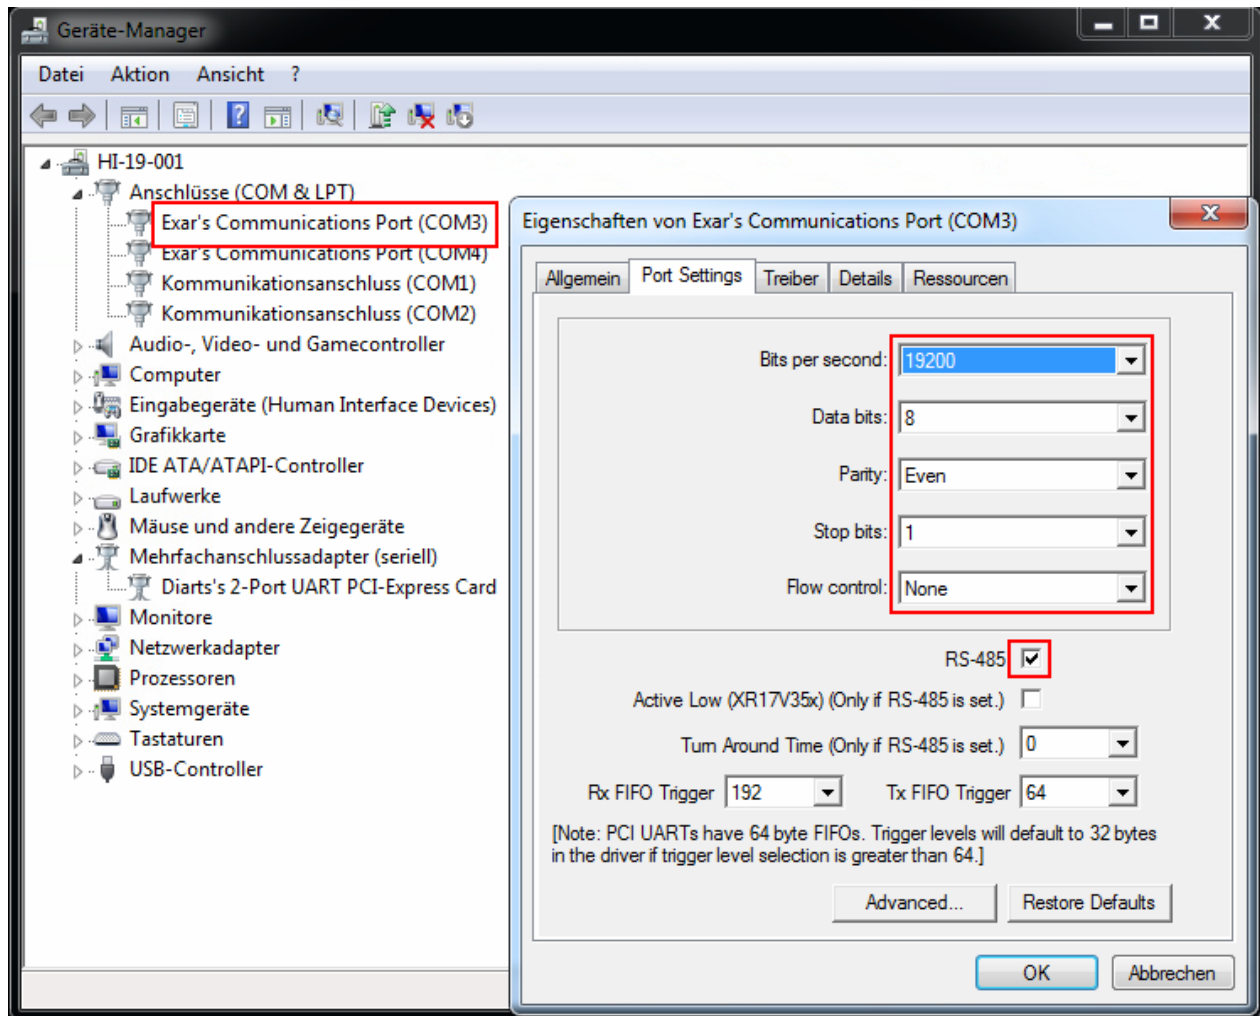 Geräte-Manager
Datei Aktion Ansicht ?
HI-19-001
Anschlüsse (COM & LPT)
Exar's Communications Port (COM3)
Exar's Communications Port (COM4)
Kommunikationsanschluss (COM1)
Kommunikationsanschluss (COM2)
Audio-, Video- und Gamecontroller
Computer
Eingabegeräte (Human Interface Devices)
Grafikkarte
IDE ATA/ATAPI-Controller
Laufwerke
Mäuse und andere Zeigegeräte
Mehrfachanschlussadapter (seriell)
Diarts's 2-Port UART PCI-Express Card
Monitore
Netzwerkadapter
Prozessoren
Systemgeräte
Tastaturen
USB-Controller
Eigenschaften von Exar's Communications Port (COM3)
Allgemein Port Settings Treiber Details Ressourcen
Bits per second: 19200
Data bits: 8
Parity: Even
Stop bits: 1
Flow control: None
RS-485
Active Low (XR17V35x) (Only if RS-485 is set.)
Turn Around Time (Only if RS-485 is set.) 0
Rx FIFO Trigger 192 Tx FIFO Trigger 64
[Note: PCI UARTs have 64 byte FIFOs. Trigger levels will default to 32 bytes
in the driver if trigger level selection is greater than 64.]
Advanced... Restore Defaults
OK Abbrechen